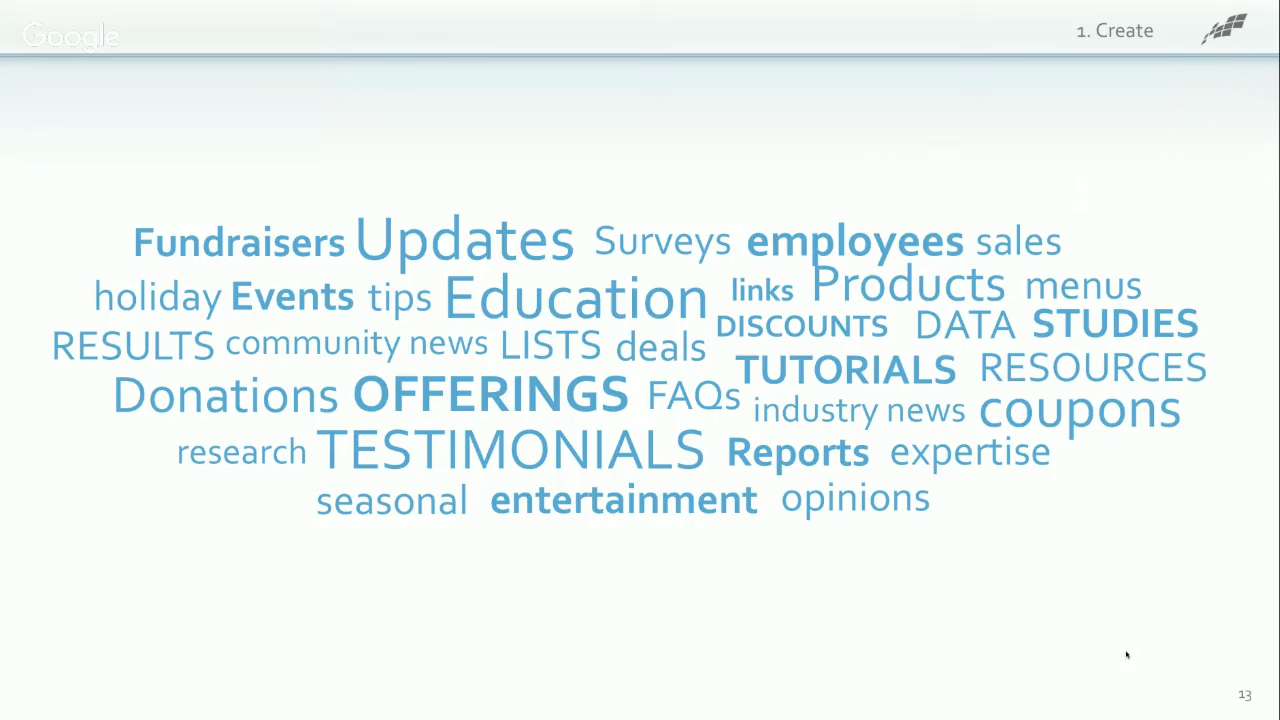 Google
1. Create
Fundraisers Updates Surveys employees sales
holiday Events tips Education links Products menus
RESULTS community news LISTS deals DISCOUNTS DATA STUDIES
Donations OFFERINGS FAQs TUTORIALS RESOURCES
industry news coupons
research TESTIMONIALS Reports expertise
seasonal entertainment opinions
13